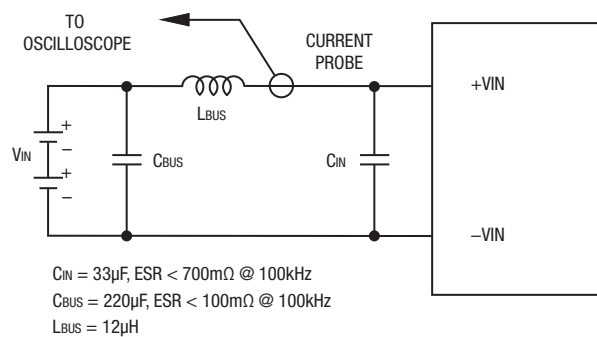 TO
OSCILLOSCOPE
CURRENT
PROBE
+VIN
LBUS
VIN
+
−
+
−
CBUS
CIN
−VIN
CIN = 33µF, ESR < 700mΩ @ 100kHz
CBUS = 220µF, ESR < 100mΩ @ 100kHz
LBUS = 12µH